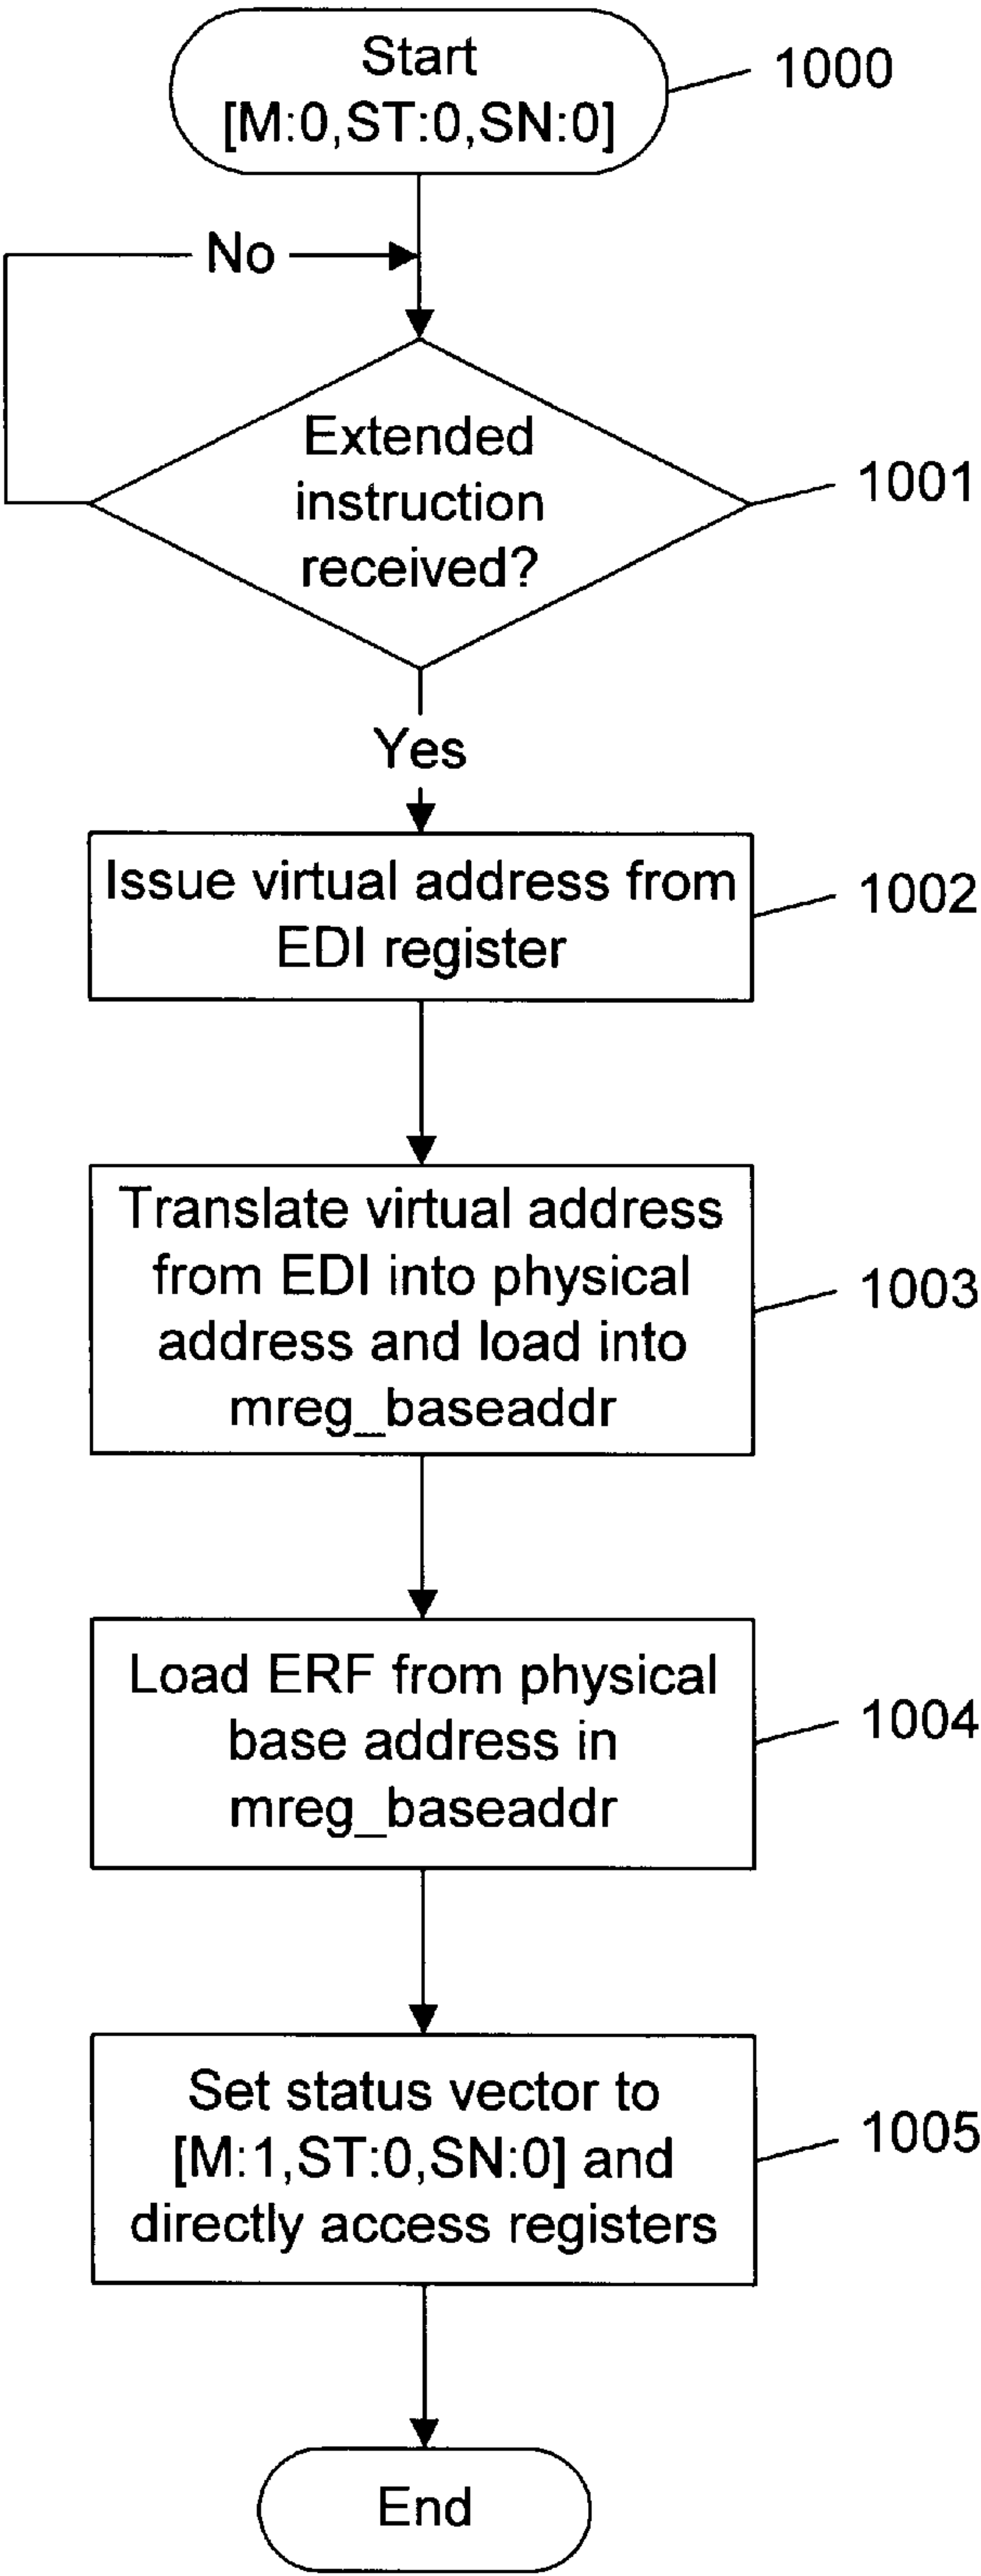 Start
[M:0,ST:0,SN:0]
1000
No
Extended
instruction
received?
1001
Yes
Issue virtual address from
EDI register
1002
Translate virtual address
from EDI into physical
address and load into
mreg_baseaddr
1003
Load ERF from physical
base address in
mreg_baseaddr
1004
Set status vector to
[M:1,ST:0,SN:0] and
directly access registers
1005
End